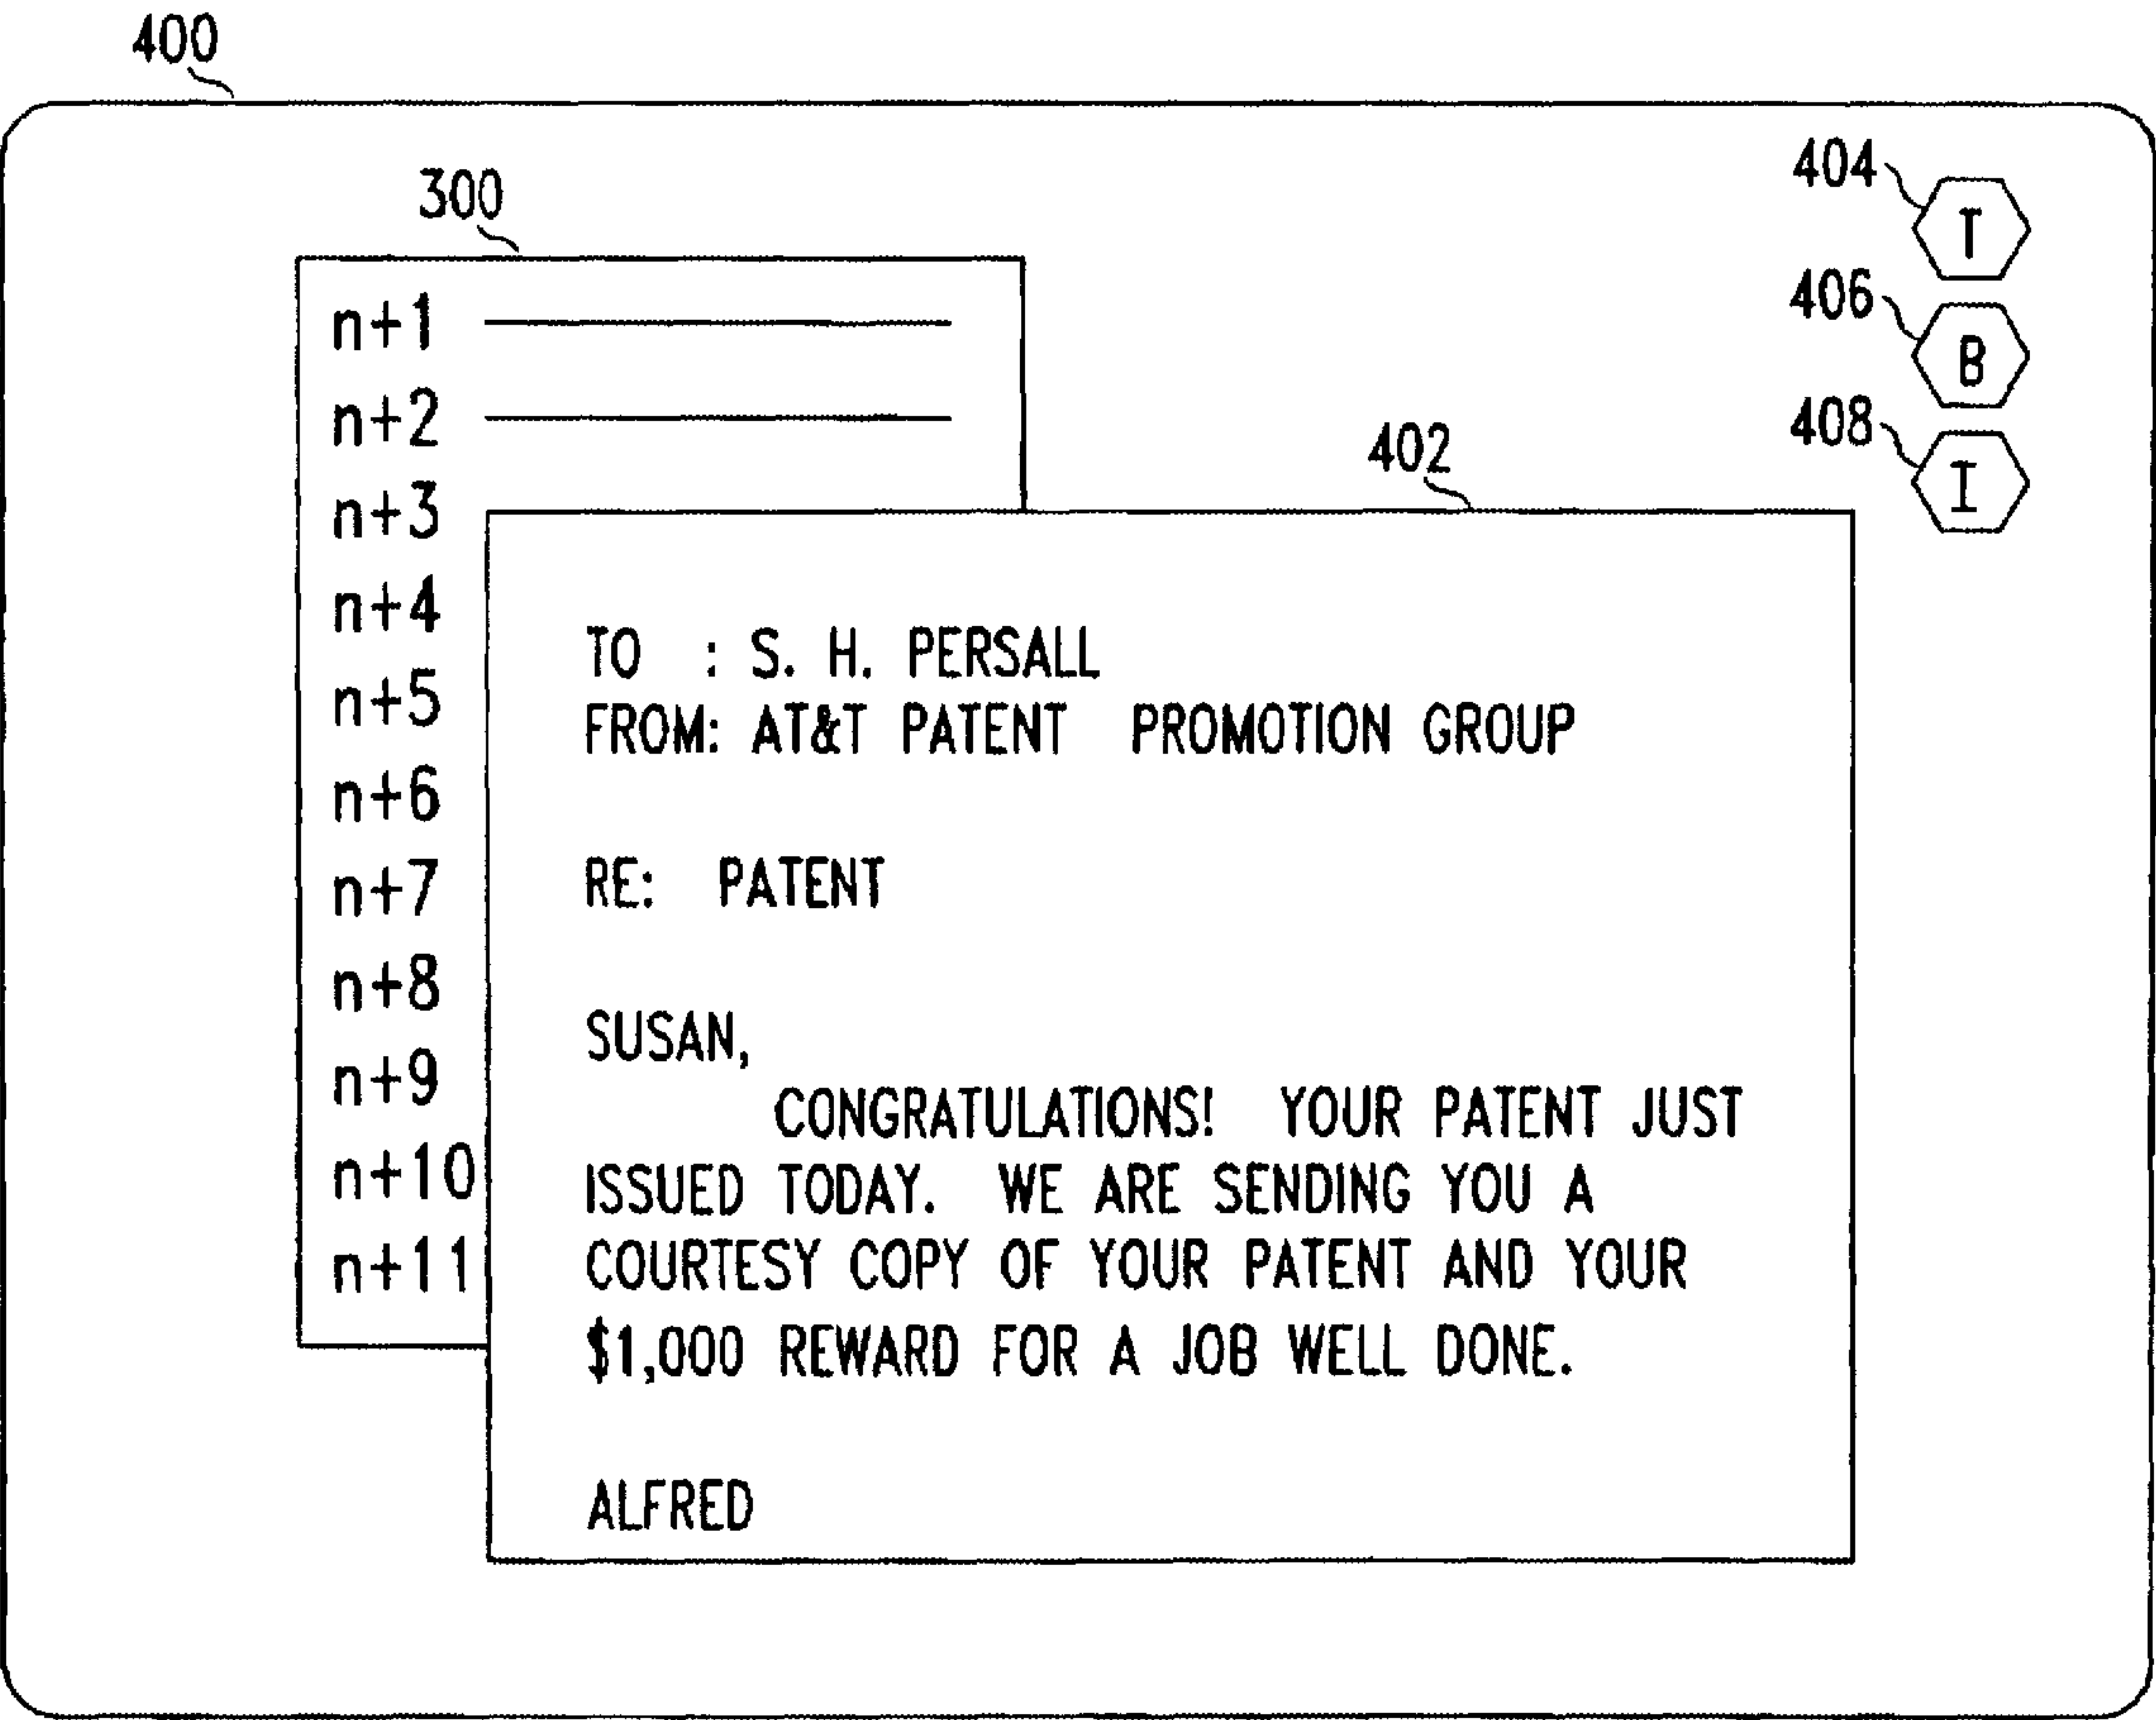 400
300
404
T
406
B
408
I
402
n+1
n+2
n+3
n+4
n+5
n+6
n+7
n+8
n+9
n+10
n+11
TO : S. H. PERSALL
FROM: AT&T PATENT PROMOTION GROUP
RE: PATENT
SUSAN,
CONGRATULATIONS! YOUR PATENT JUST
ISSUED TODAY. WE ARE SENDING YOU A
COURTESY COPY OF YOUR PATENT AND YOUR
$1,000 REWARD FOR A JOB WELL DONE.
ALFRED